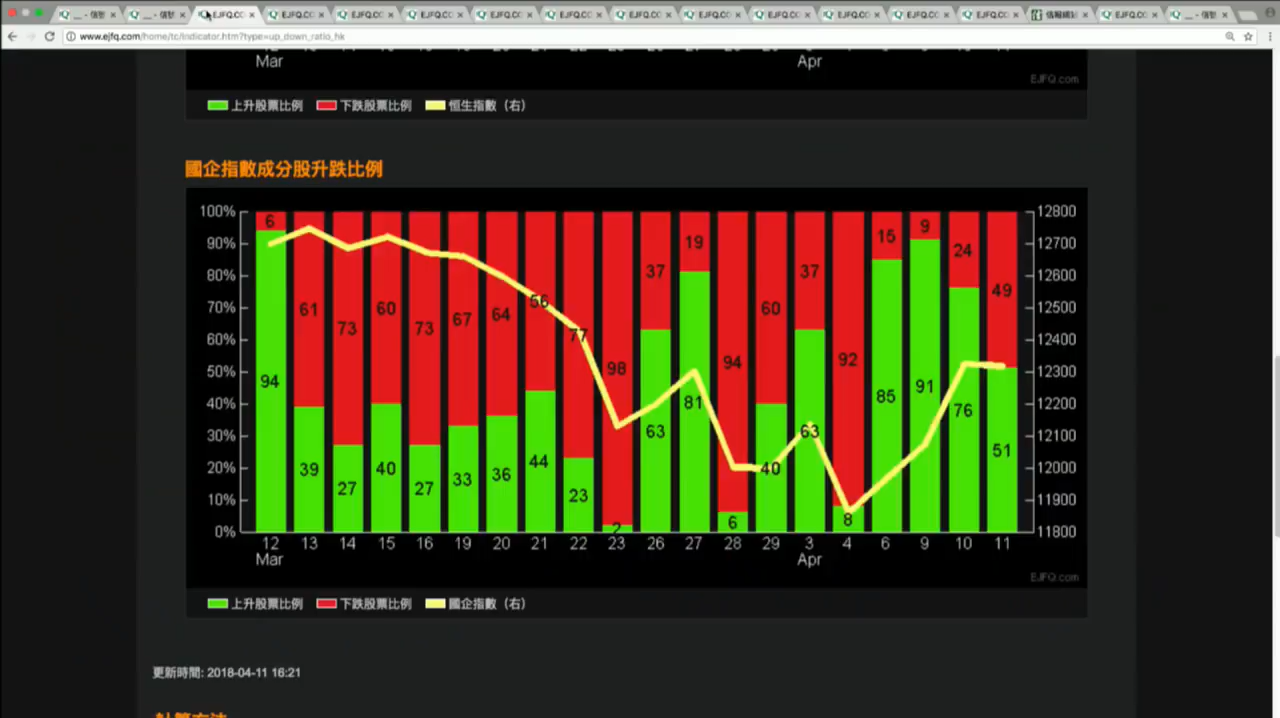 www.ejfq.com/home/tc/indicator.htm?type=up_down_ratio_hk
Mar Apr
EJFQ.com
上升股票比例 下跌股票比例 恒生指數（右）
國企指數成分股升跌比例
100% 6 9 12800
90% 15 19 24 12700
80% 37 37 12600
70% 61 60 64 56 60 49 12500
60% 73 73 67 77 94 92 12400
50% 98 12300
40% 94 81 85 91 76 12200
30% 63 63 12100
20% 39 40 33 36 44 40 51 12000
10% 27 27 23 11900
0% 2 6 8 11800
12 13 14 15 16 19 20 21 22 23 26 27 28 29 3 4 6 9 10 11
Mar Apr
EJFQ.com
上升股票比例 下跌股票比例 國企指數（右）
更新時間: 2018-04-11 16:21